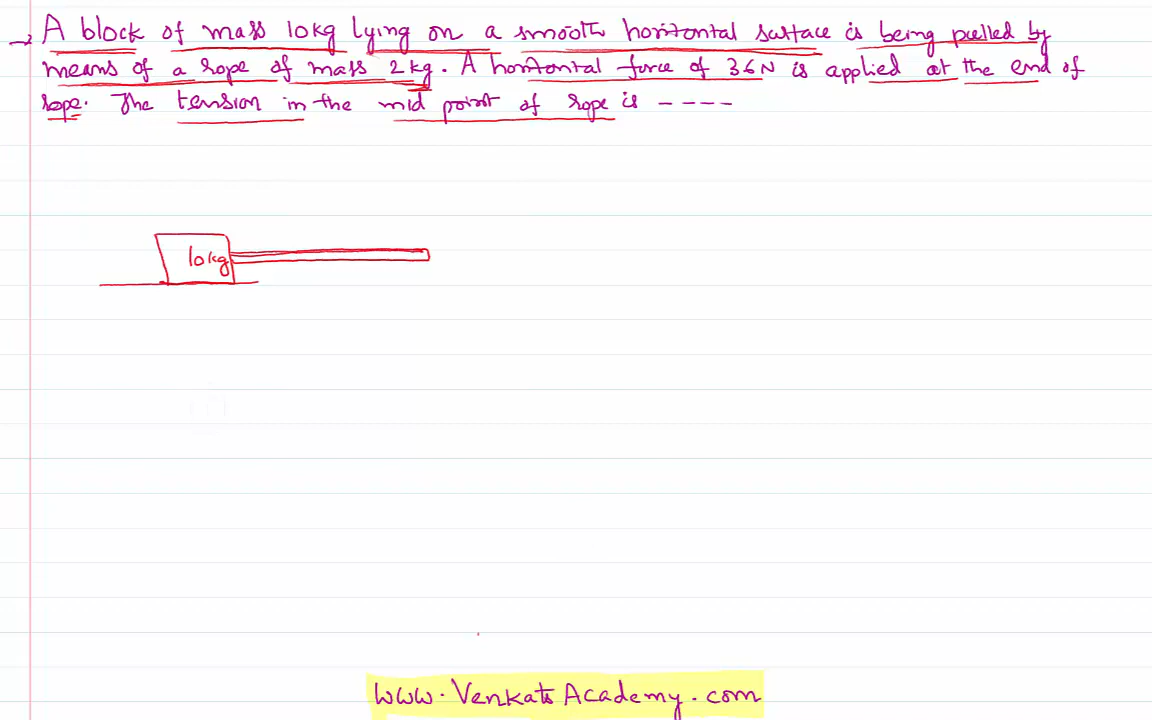 → A block of mass 10kg lying on a smooth horizontal surface is being pulled by
means of a rope of mass 2kg. A horizontal force of 36N is applied at the end of
rope. The tension in the mid point of rope is ----
10kg
www.VenkatsAcademy.com